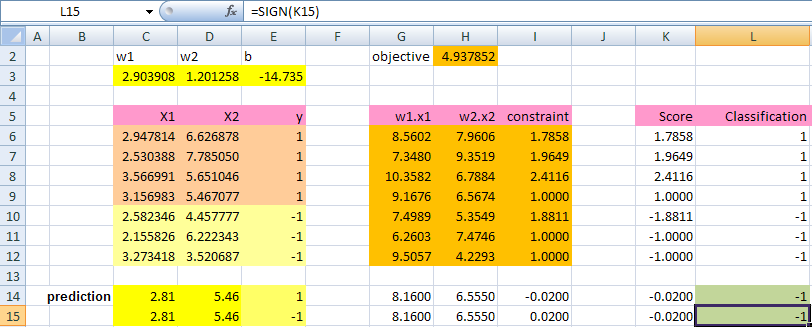 L15 fx =SIGN(K15)
A B C D E F G H I J K L
2 w1 w2 b objective 4.937852
3 2.903908 1.201258 -14.735
4
5 X1 X2 y w1.x1 w2.x2 constraint Score Classification
6 2.947814 6.626878 1 8.5602 7.9606 1.7858 1.7858 1
7 2.530388 7.785050 1 7.3480 9.3519 1.9649 1.9649 1
8 3.566991 5.651046 1 10.3582 6.7884 2.4116 2.4116 1
9 3.156983 5.467077 1 9.1676 6.5674 1.0000 1.0000 1
10 2.582346 4.457777 -1 7.4989 5.3549 1.8811 -1.8811 -1
11 2.155826 6.222343 -1 6.2603 7.4746 1.0000 -1.0000 -1
12 3.273418 3.520687 -1 9.5057 4.2293 1.0000 -1.0000 -1
13
14 prediction 2.81 5.46 1 8.1600 6.5550 -0.0200 -0.0200 -1
15 2.81 5.46 -1 8.1600 6.5550 0.0200 -0.0200 -1